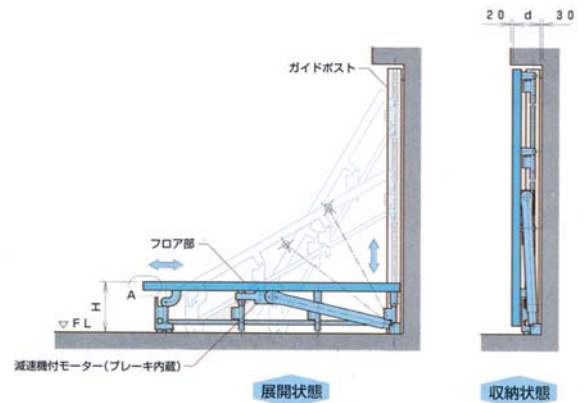 20 d 30
ガイドポスト
フロア部
A
H
▽FL
減速機付モーター(ブレーキ内蔵)
展開状態
収納状態